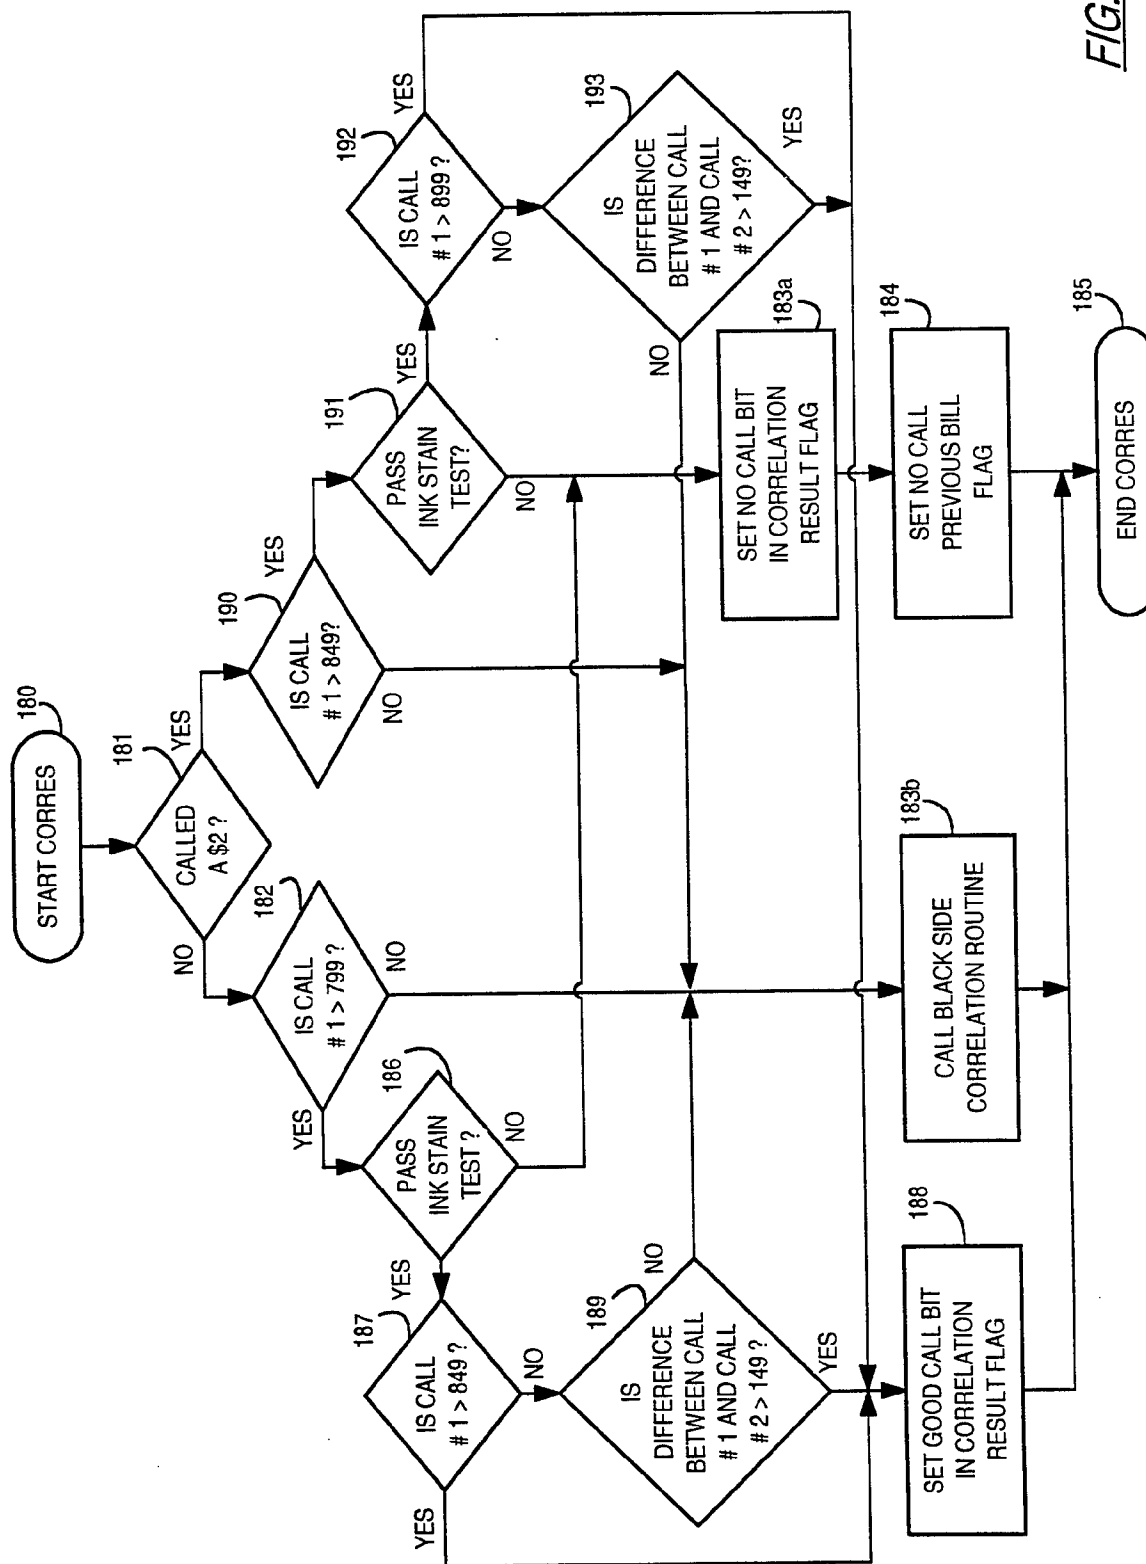 START CORRES
180
CALLED
A $2 ?
181
NO
YES
IS CALL
# 1 > 799 ?
182
YES
NO
IS CALL
# 1 > 849?
190
YES
NO
PASS
INK STAIN
TEST ?
186
YES
NO
PASS
INK STAIN
TEST?
191
YES
NO
IS CALL
# 1 > 849 ?
187
YES
NO
IS CALL
# 1 > 899 ?
192
YES
NO
IS
DIFFERENCE
BETWEEN CALL
# 1 AND CALL
# 2 > 149 ?
189
NO
YES
IS
DIFFERENCE
BETWEEN CALL
# 1 AND CALL
# 2 > 149?
193
NO
YES
SET GOOD CALL BIT
IN CORRELATION
RESULT FLAG
188
CALL BLACK SIDE
CORRELATION ROUTINE
183b
SET NO CALL BIT
IN CORRELATION
RESULT FLAG
183a
SET NO CALL
PREVIOUS BILL
FLAG
184
END CORRES
185
FIG.